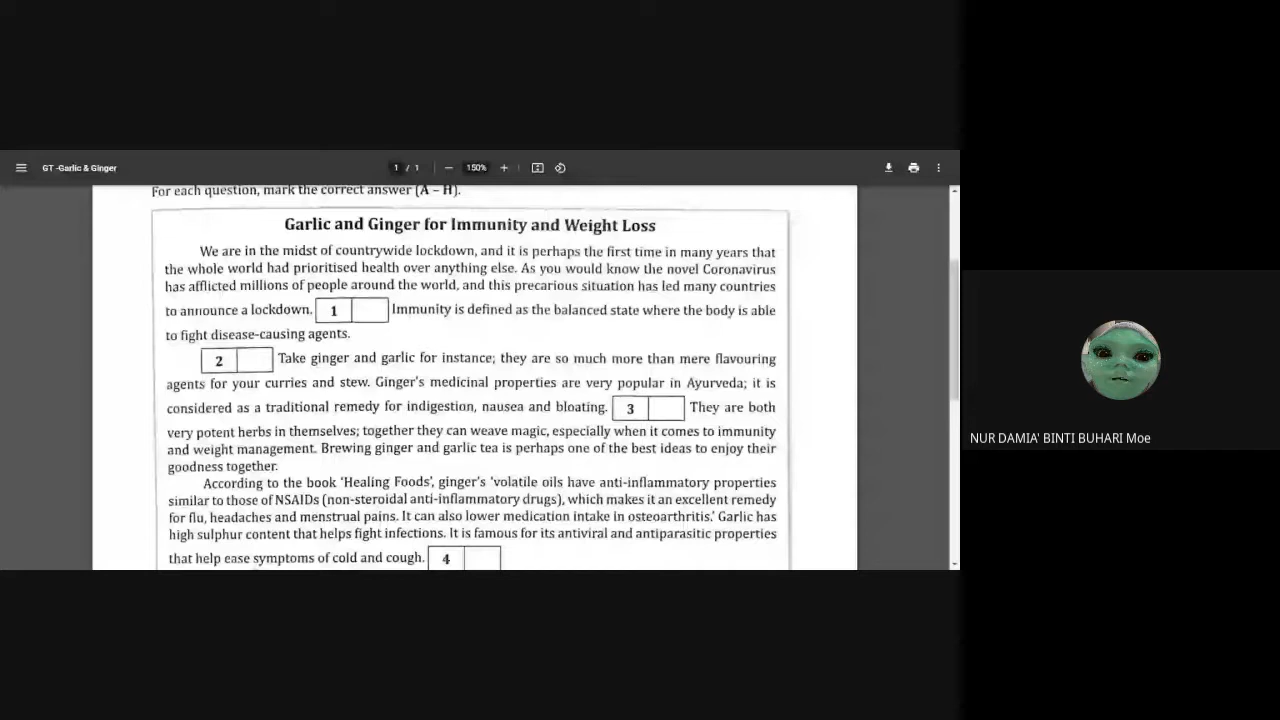 GT -Garlic & Ginger
1 / 1
150%
For each question, mark the correct answer (A – H).
Garlic and Ginger for Immunity and Weight Loss
We are in the midst of countrywide lockdown, and it is perhaps the first time in many years that
the whole world had prioritised health over anything else. As you would know the novel Coronavirus
has afflicted millions of people around the world, and this precarious situation has led many countries
to announce a lockdown. 1 Immunity is defined as the balanced state where the body is able
to fight disease-causing agents.
2 Take ginger and garlic for instance; they are so much more than mere flavouring
agents for your curries and stew. Ginger's medicinal properties are very popular in Ayurveda; it is
considered as a traditional remedy for indigestion, nausea and bloating. 3 They are both
very potent herbs in themselves; together they can weave magic, especially when it comes to immunity
and weight management. Brewing ginger and garlic tea is perhaps one of the best ideas to enjoy their
goodness together.
According to the book 'Healing Foods', ginger's 'volatile oils have anti-inflammatory properties
similar to those of NSAIDs (non-steroidal anti-inflammatory drugs), which makes it an excellent remedy
for flu, headaches and menstrual pains. It can also lower medication intake in osteoarthritis.' Garlic has
high sulphur content that helps fight infections. It is famous for its antiviral and antiparasitic properties
that help ease symptoms of cold and cough. 4
NUR DAMIA' BINTI BUHARI Moe